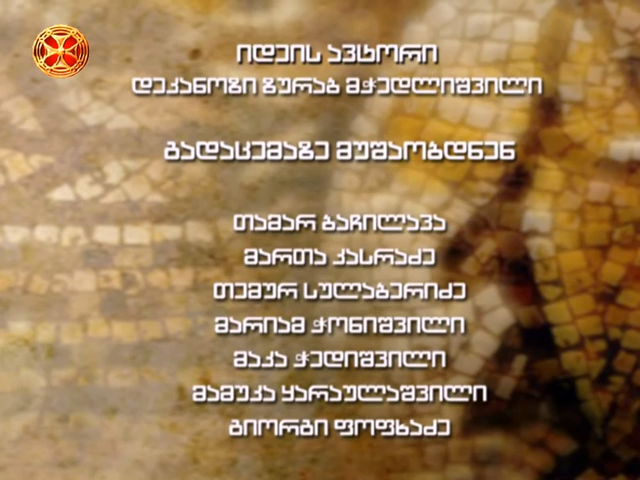 იდეის ავტორი
დეკანოზი ზურაბ მჭედლიშვილი
გადაცემაზე მუშაობდნენ
თამარ ბაჩილავა
მართა კასრაძე
თემურ სულაბერიძე
მარიამ ჭონიშვილი
მაკა ჭედიშვილი
მამუკა ყარაულაშვილი
გიორგი ფოფხაძე